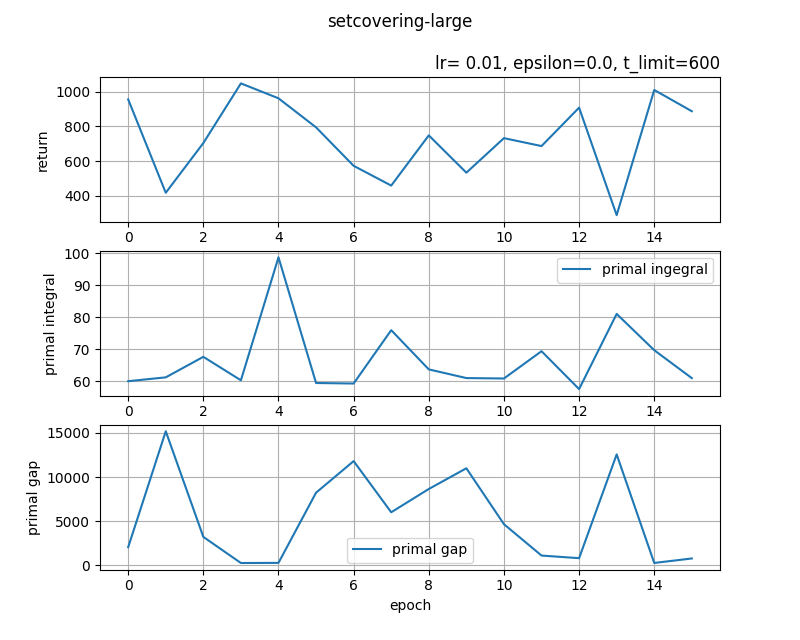 setcovering-large
lr= 0.01, epsilon=0.0, t_limit=600
return
1000
800
600
400
0 2 4 6 8 10 12 14
primal integral
100
90
80
70
60
primal ingegral
0 2 4 6 8 10 12 14
primal gap
15000
10000
5000
0
primal gap
0 2 4 6 8 10 12 14
epoch